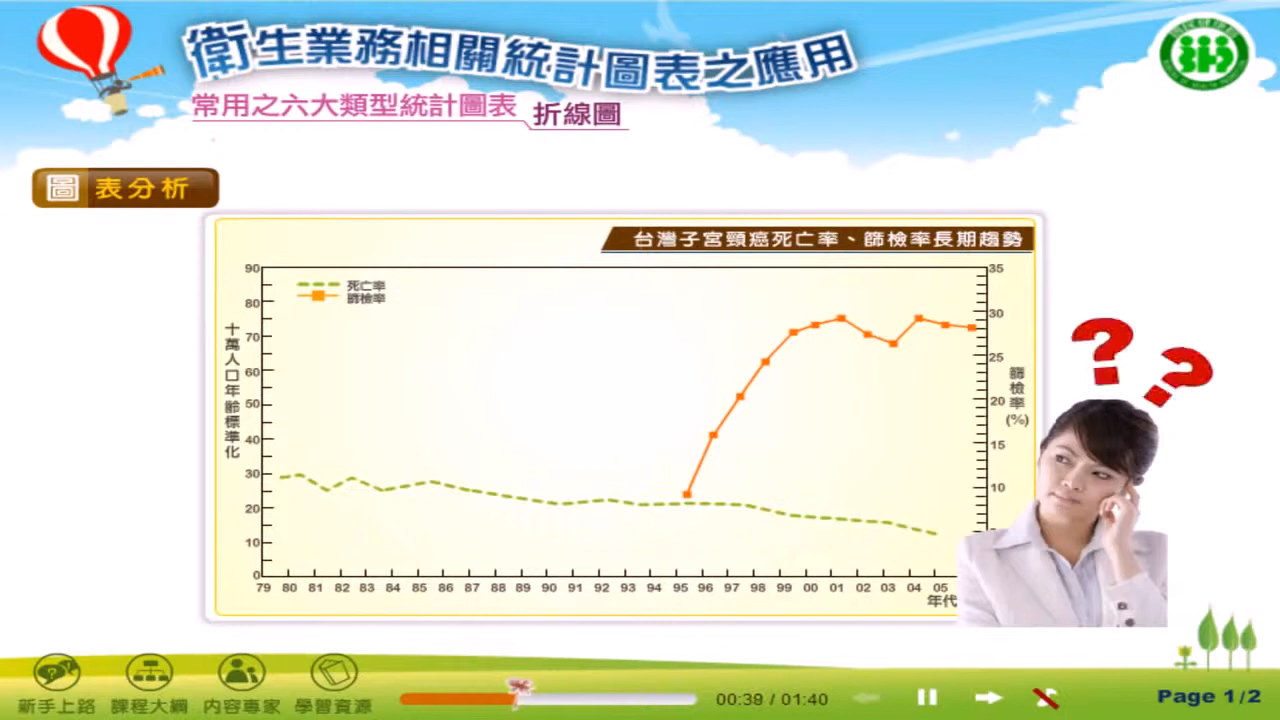 衛生業務相關統計圖表之應用
常用之六大類型統計圖表 折線圖
圖 表分析
台灣子宮頸癌死亡率、篩檢率長期趨勢
死亡率
篩檢率
十萬人口年齡標準化
90
80
70
60
50
40
30
20
10
0
35
30
25
20
15
10
篩檢率(%)
79 80 81 82 83 84 85 86 87 88 89 90 91 92 93 94 95 96 97 98 99 00 01 02 03 04 05
年代
? ?
新手上路 課程大綱 內容專家 學習資源
00:39 / 01:40
Page 1/2